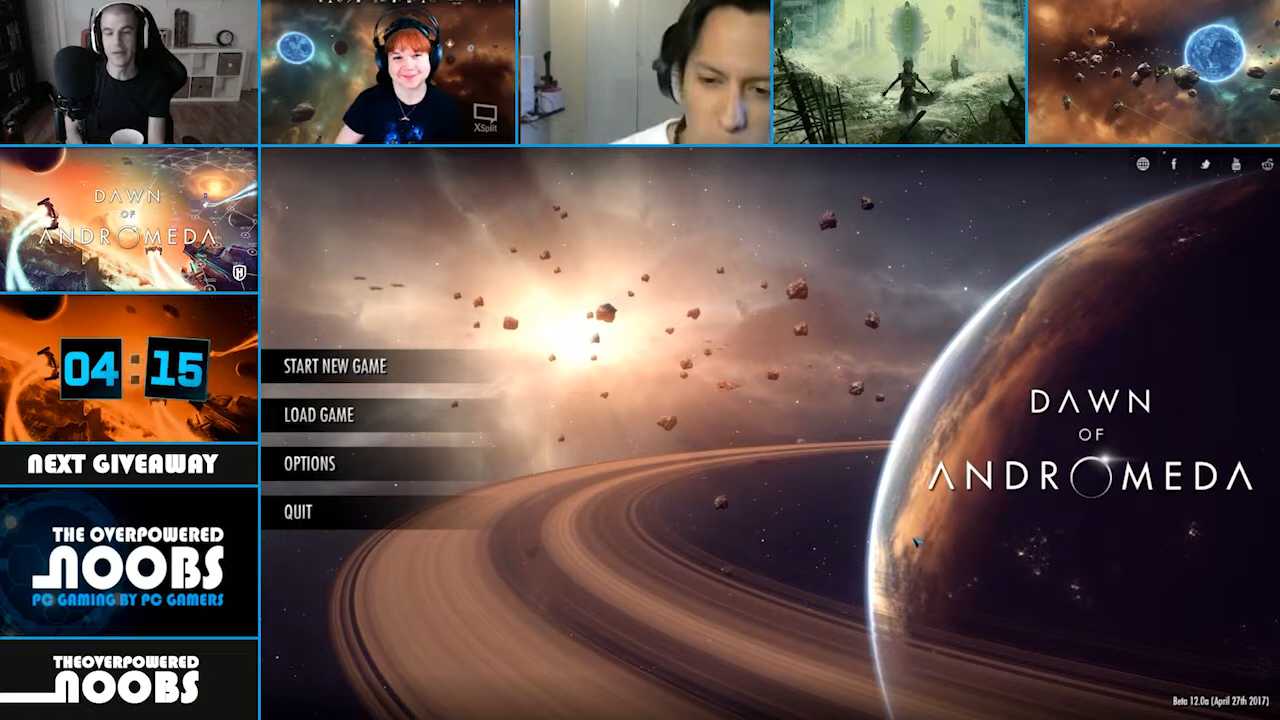 XSplit
DAWN
OF
ANDROMEDA
04:15
NEXT GIVEAWAY
THE OVERPOWERED
NOOBS
PC GAMING BY PC GAMERS
THEOVERPOWERED
NOOBS
START NEW GAME
LOAD GAME
OPTIONS
QUIT
DAWN
OF
ANDROMEDA
Beta 12.0a (April 27th 2017)